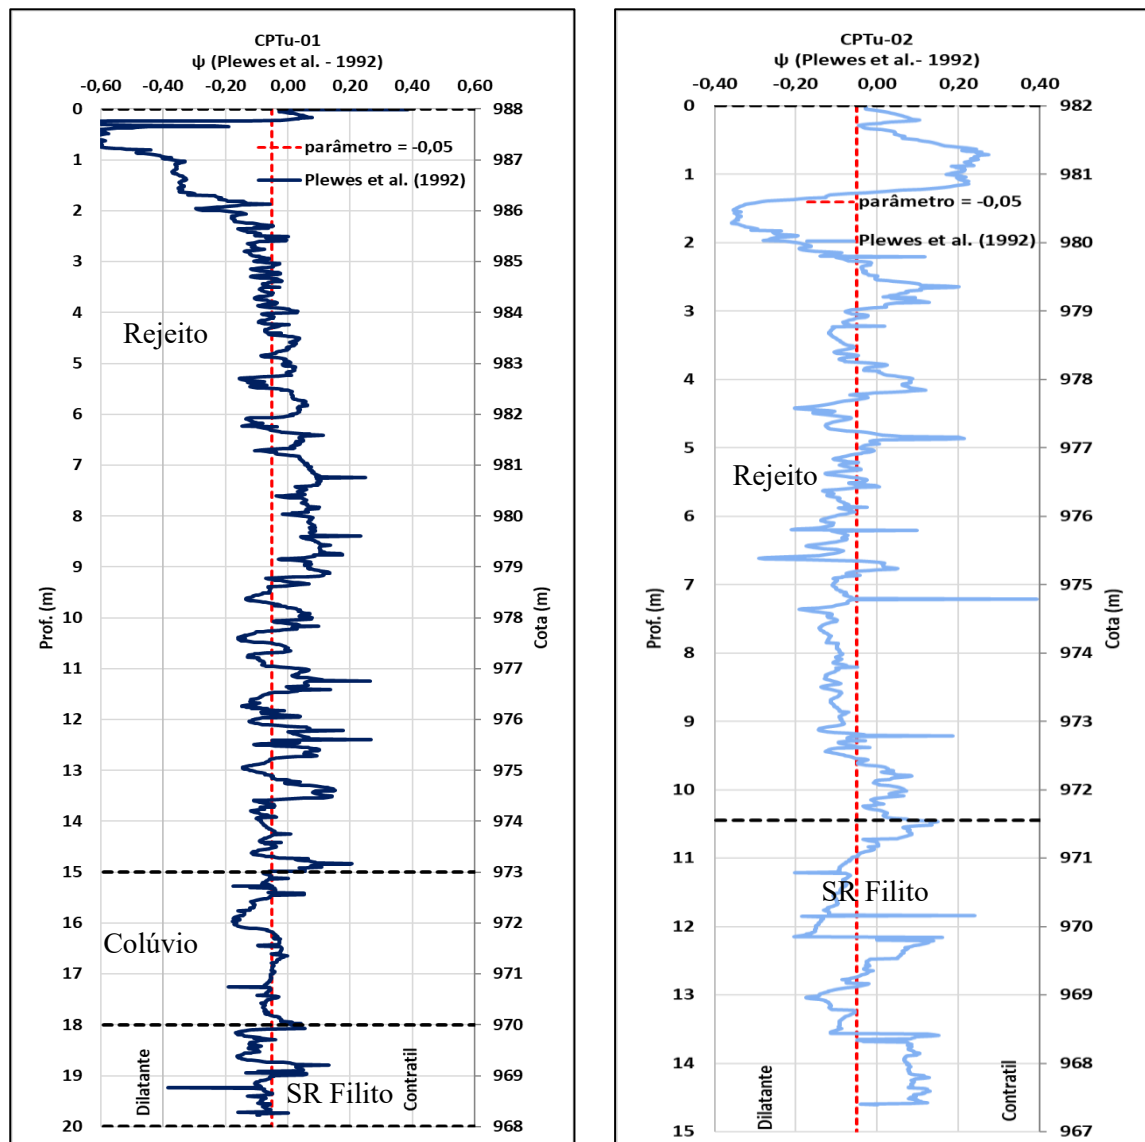 CPTu-01
ψ (Plewes et al. - 1992)
-0,60 -0,40 -0,20 0,00 0,20 0,40 0,60
0 988
parâmetro = -0,05
1 987
Plewes et al. (1992)
2 986
3 985
4 984
Rejeito
5 983
6 982
7 981
8 980
9 979
Prof. (m) Cota (m)
10 978
11 977
12 976
13 975
14 974
15 973
16 972
Colúvio
17 971
18 970
Dilatante Contratil
19 969
SR Filito
20 968
CPTu-02
ψ (Plewes et al.- 1992)
-0,40 -0,20 0,00 0,20 0,40
0 982
1 981
parâmetro = -0,05
2 980
Plewes et al. (1992)
3 979
4 978
5 977
Rejeito
6 976
7 975
Prof. (m) Cota (m)
8 974
9 973
10 972
11 971
SR Filito
12 970
13 969
14 968
Dilatante Contratil
15 967